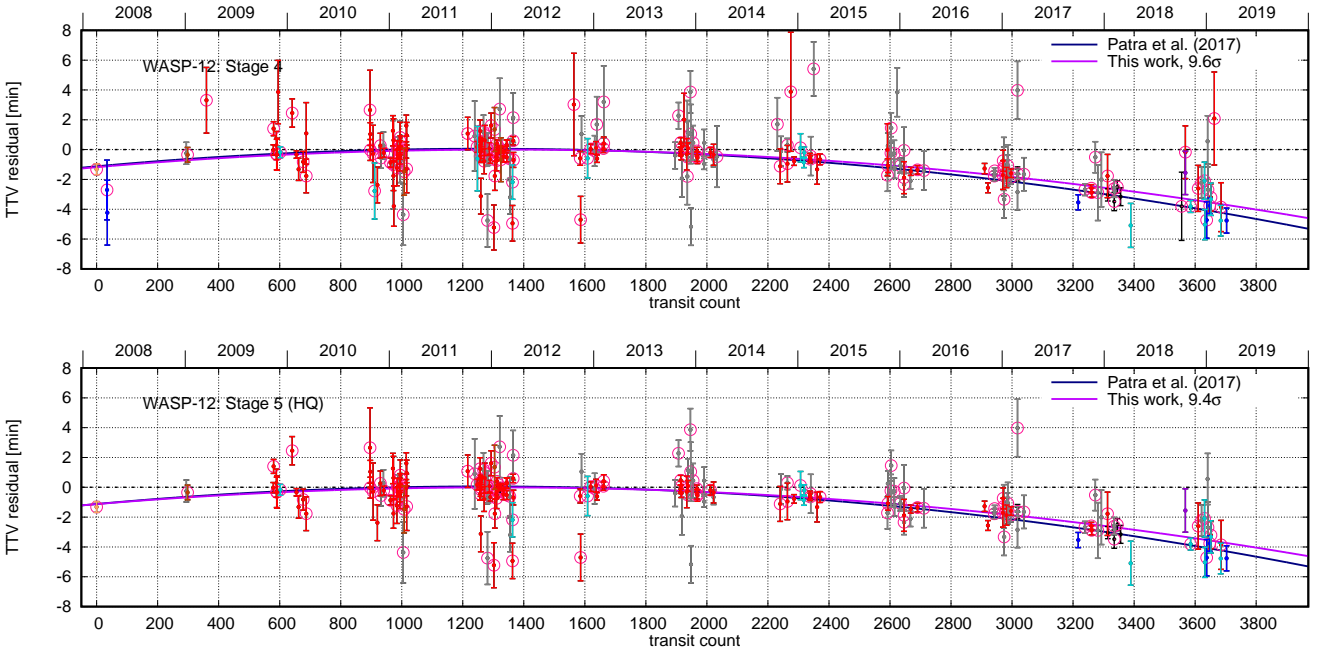 2008 2009 2010 2011 2012 2013 2014 2015 2016 2017 2018 2019
8
6
4
2
0
-2
-4
-6
-8
TTV residual [min]
WASP-12: Stage 4
Patra et al. (2017)
This work, 9.6σ
0 200 400 600 800 1000 1200 1400 1600 1800 2000 2200 2400 2600 2800 3000 3200 3400 3600 3800
transit count
2008 2009 2010 2011 2012 2013 2014 2015 2016 2017 2018 2019
8
6
4
2
0
-2
-4
-6
-8
TTV residual [min]
WASP-12: Stage 5 (HQ)
Patra et al. (2017)
This work, 9.4σ
0 200 400 600 800 1000 1200 1400 1600 1800 2000 2200 2400 2600 2800 3000 3200 3400 3600 3800
transit count